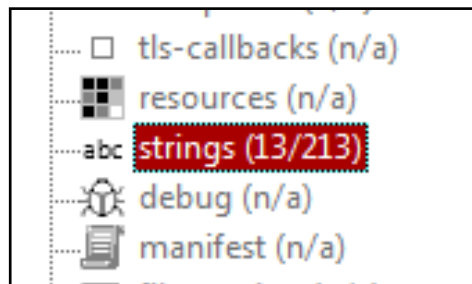 tls-callbacks (n/a)
resources (n/a)
abc strings (13/213)
debug (n/a)
manifest (n/a)